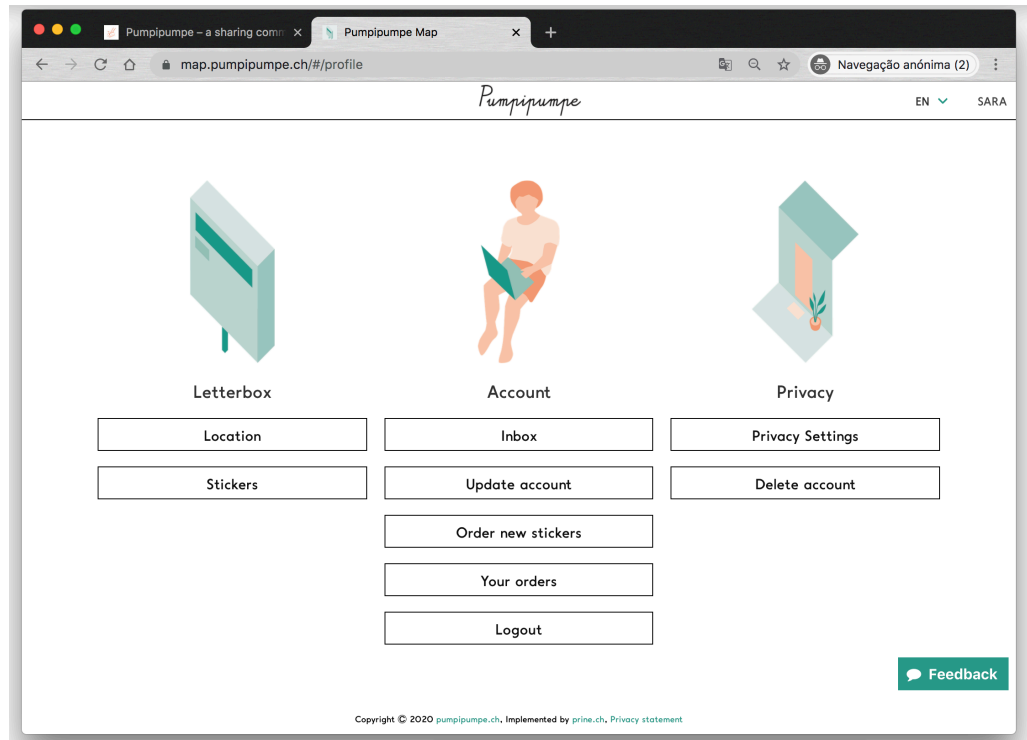 Pumpipumpe – a sharing comm
Pumpipumpe Map
map.pumpipumpe.ch/#/profile
Navegação anónima (2)
Pumpipumpe
EN
SARA
Letterbox
Account
Privacy
Location
Inbox
Privacy Settings
Stickers
Update account
Delete account
Order new stickers
Your orders
Logout
Feedback
Copyright © 2020 pumpipumpe.ch, Implemented by prine.ch, Privacy statement